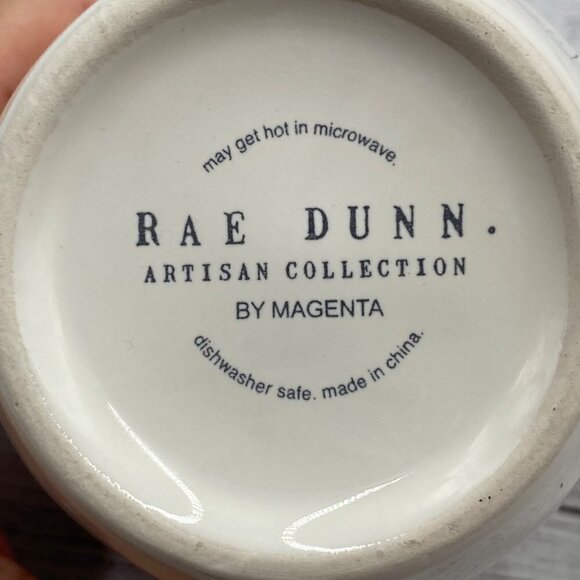 may get hot in microwave.
RAE DUNN.
ARTISAN COLLECTION
BY MAGENTA
dishwasher safe. made in china.